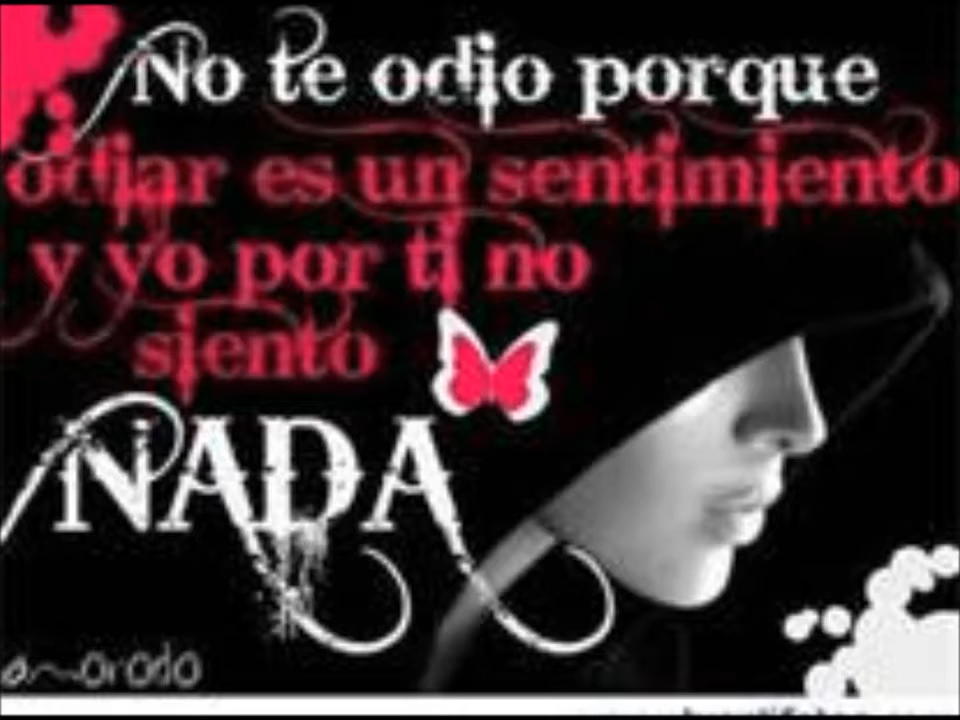 No te odio porque
odiar es un sentimiento
y yo por ti no
siento
NADA